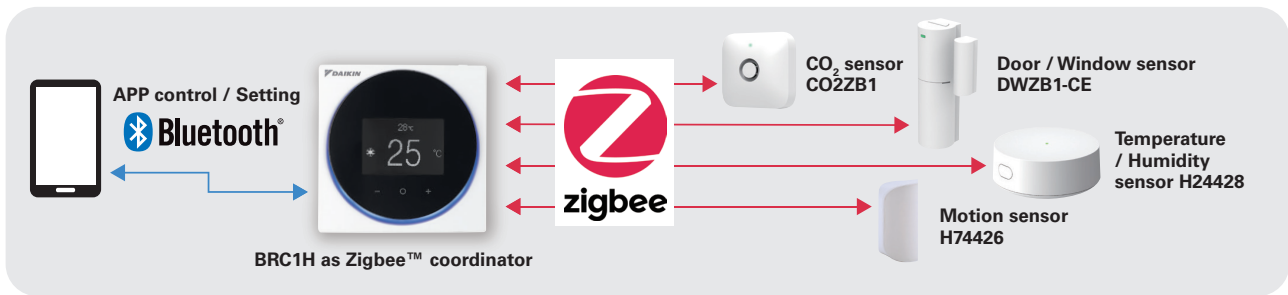 APP control / Setting
Bluetooth®
DAIKIN
28℃
25 ℃
- +
BRC1H as Zigbee™ coordinator
zigbee
CO₂ sensor
CO2ZB1
Door / Window sensor
DWZB1-CE
Temperature
/ Humidity
sensor H24428
Motion sensor
H74426